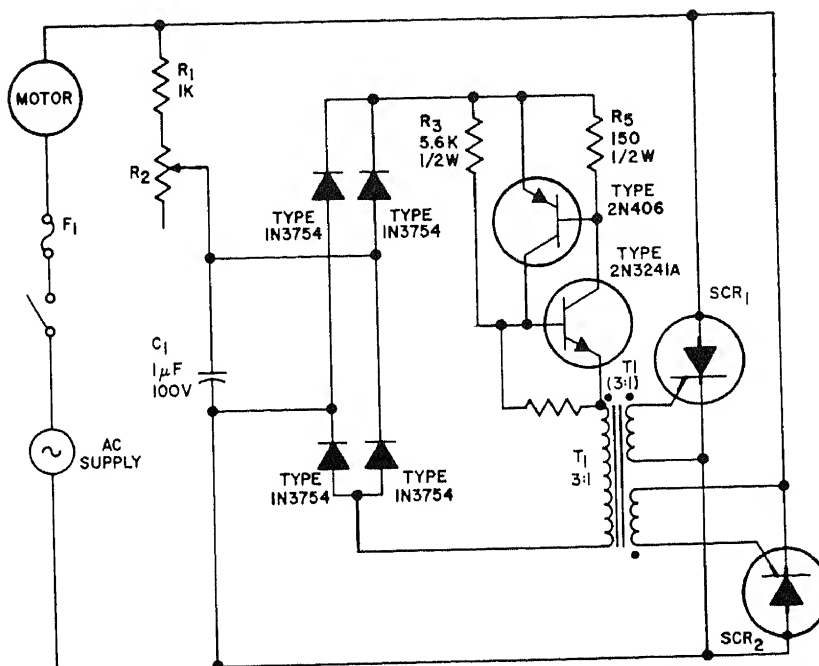 MOTOR
R1
1K
R2
F1
C1
1μF
100V
AC
SUPPLY
TYPE
1N3754
TYPE
1N3754
TYPE
1N3754
TYPE
1N3754
R3
5.6K
1/2W
R5
150
1/2W
TYPE
2N406
TYPE
2N3241A
SCR1
T1
(3:1)
T1
3:1
SCR2